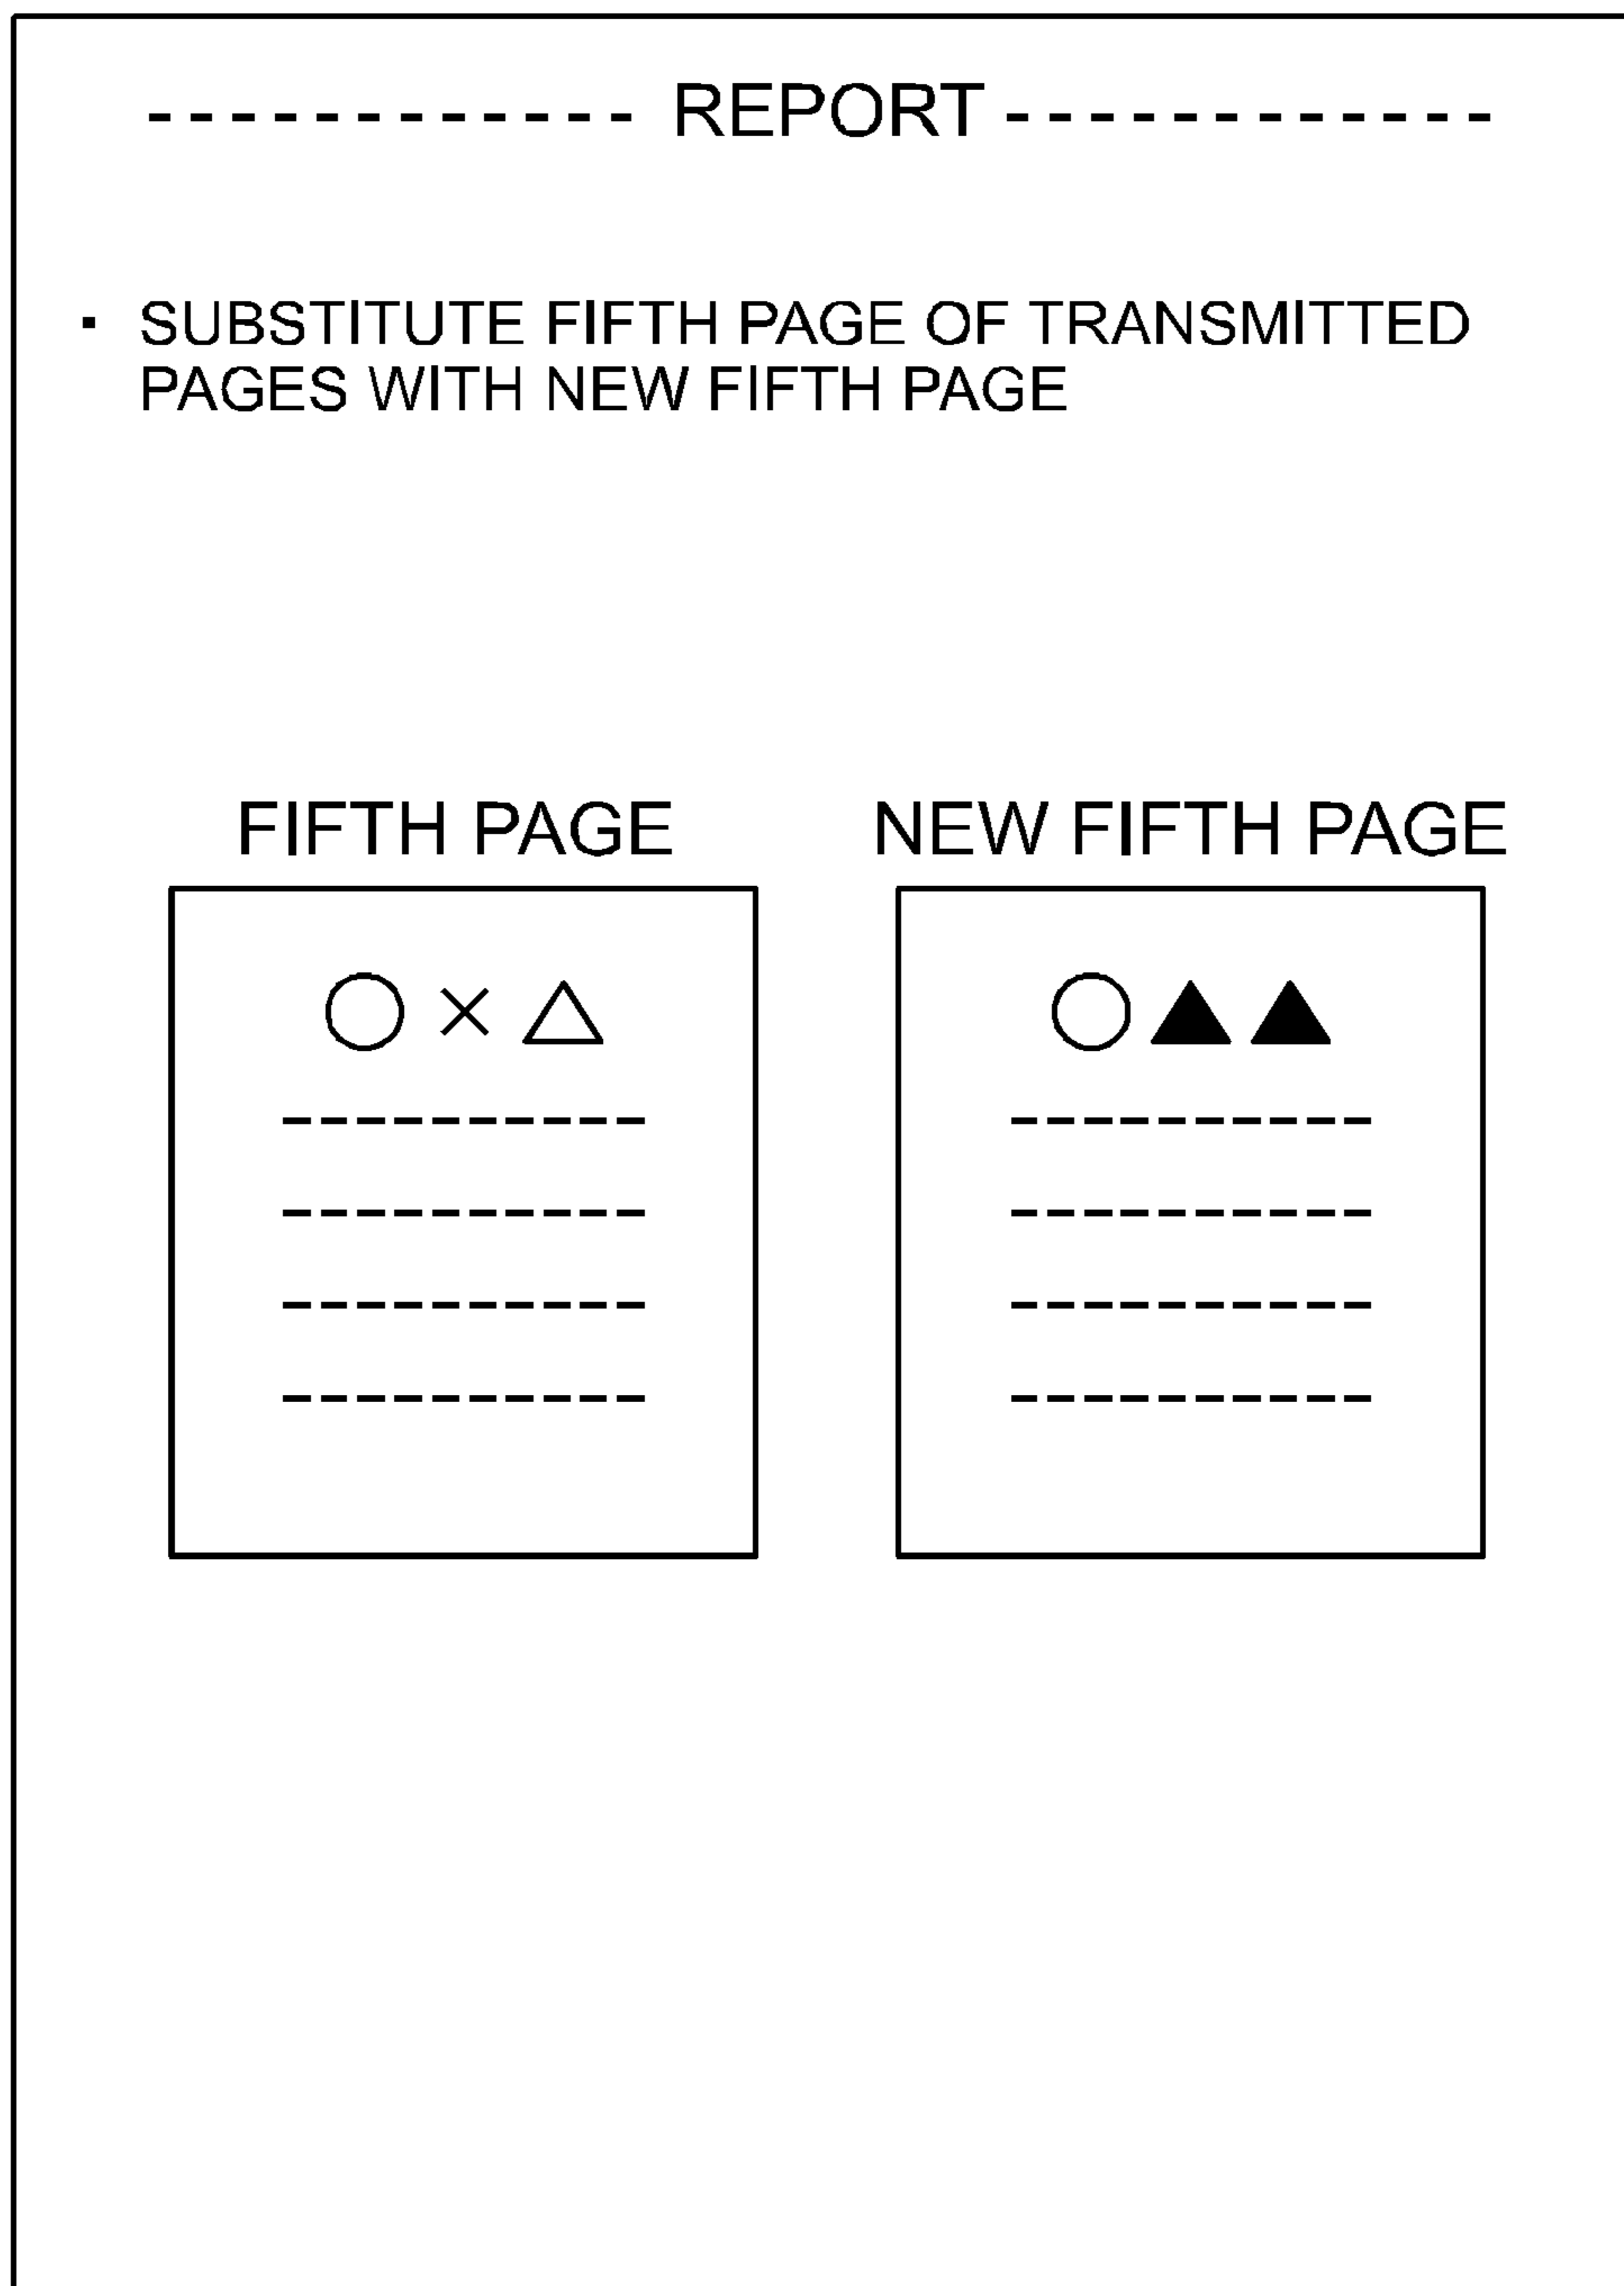 -------------- REPORT --------------
▪ SUBSTITUTE FIFTH PAGE OF TRANSMITTED
PAGES WITH NEW FIFTH PAGE
FIFTH PAGE NEW FIFTH PAGE
○×△ ○▲▲